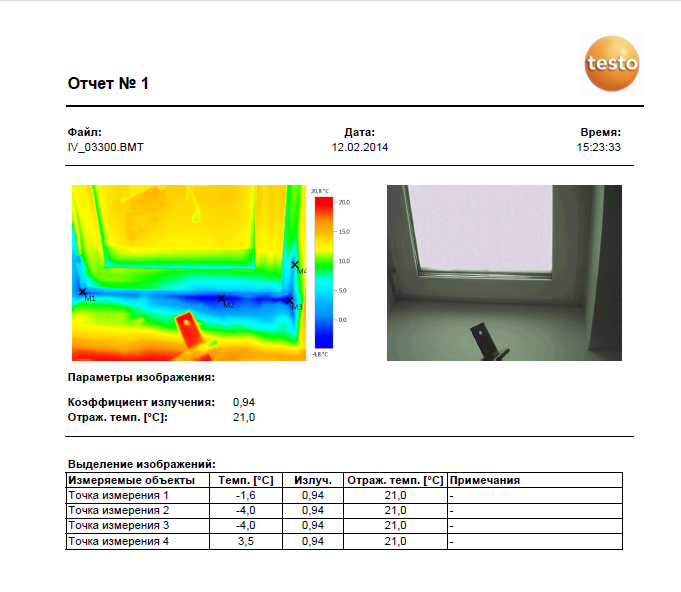 testo
Отчет № 1
Файл: Дата: Время:
IV_03300.BMT 12.02.2014 15:23:33
20,8 °C
20,0
15,0
10,0
5,0
0,0
-4,8 °C
M4
M1
M2
M3
Параметры изображения:
Коэффициент излучения: 0,94
Отраж. темп. [°C]: 21,0
Выделение изображений:
Измеряемые объекты Темп. [°C] Излуч. Отраж. темп. [°C] Примечания
Точка измерения 1 -1,6 0,94 21,0 -
Точка измерения 2 -4,0 0,94 21,0 -
Точка измерения 3 -4,0 0,94 21,0 -
Точка измерения 4 3,5 0,94 21,0 -